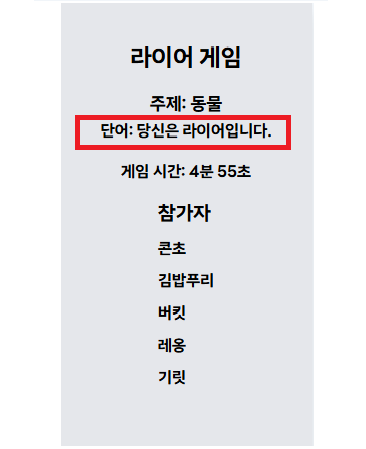 라이어 게임
주제: 동물
단어: 당신은 라이어입니다.
게임 시간: 4분 55초
참가자
콘초
김밥푸리
버킷
레옹
기릿